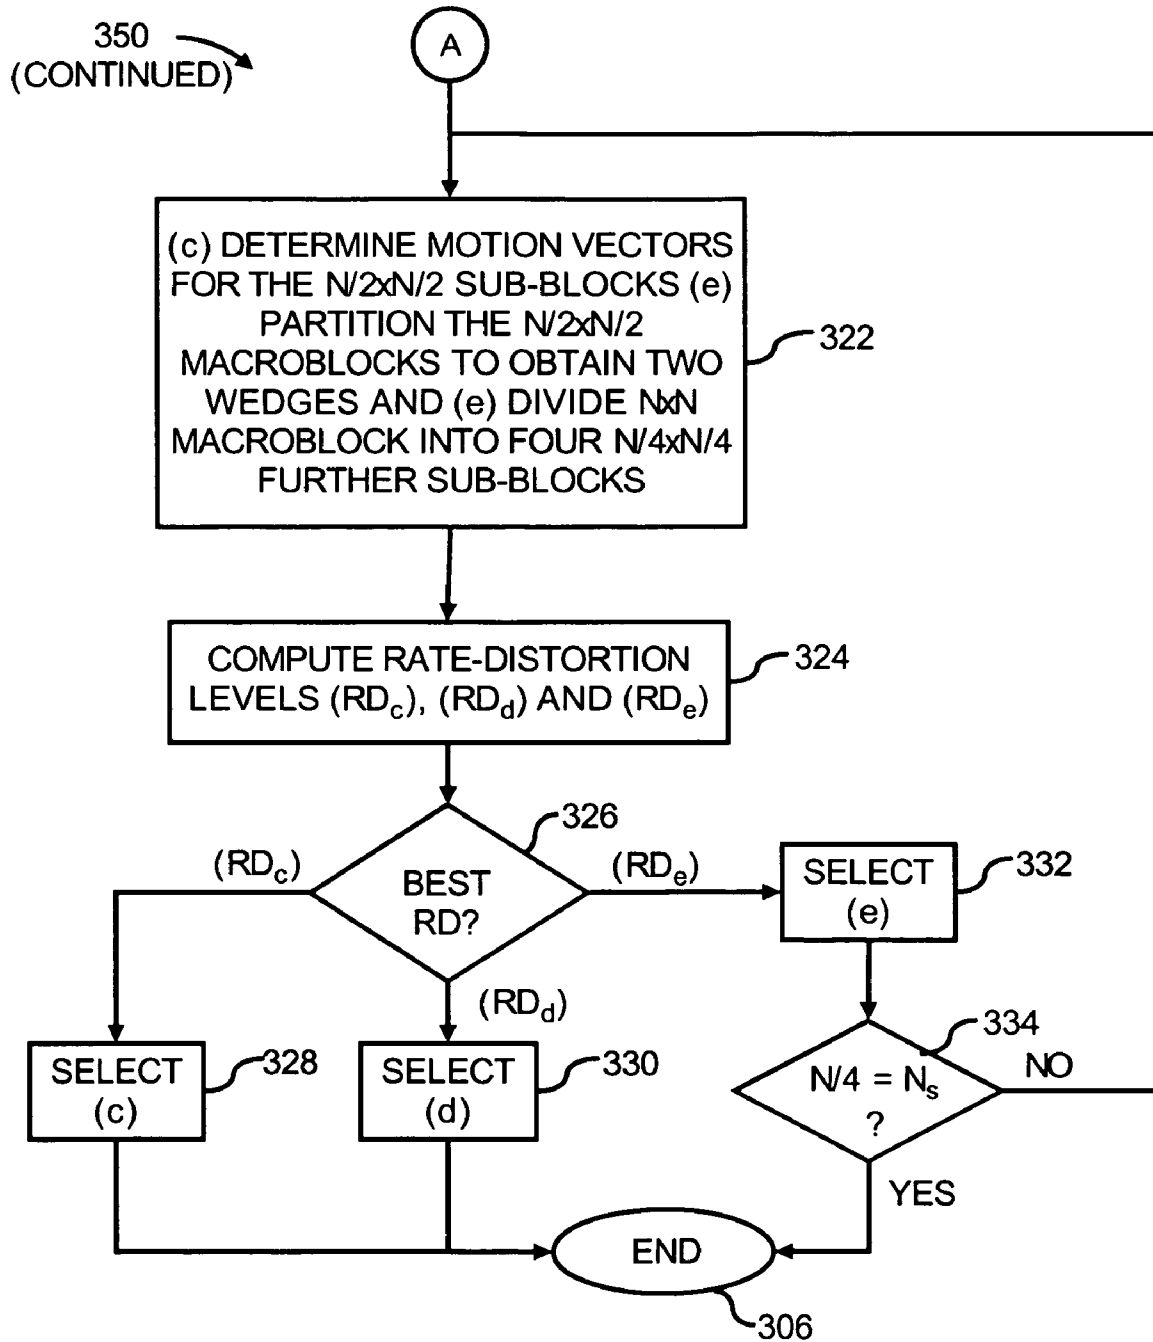 350
(CONTINUED)
A
(c) DETERMINE MOTION VECTORS
FOR THE N/2xN/2 SUB-BLOCKS (e)
PARTITION THE N/2xN/2
MACROBLOCKS TO OBTAIN TWO
WEDGES AND (e) DIVIDE NxN
MACROBLOCK INTO FOUR N/4xN/4
FURTHER SUB-BLOCKS
322
COMPUTE RATE-DISTORTION
LEVELS (RDc), (RDd) AND (RDe)
324
326
(RDc)
BEST
RD?
(RDe)
SELECT
(e)
332
(RDd)
SELECT
(c)
328
SELECT
(d)
330
334
N/4 = Ns
?
NO
YES
END
306